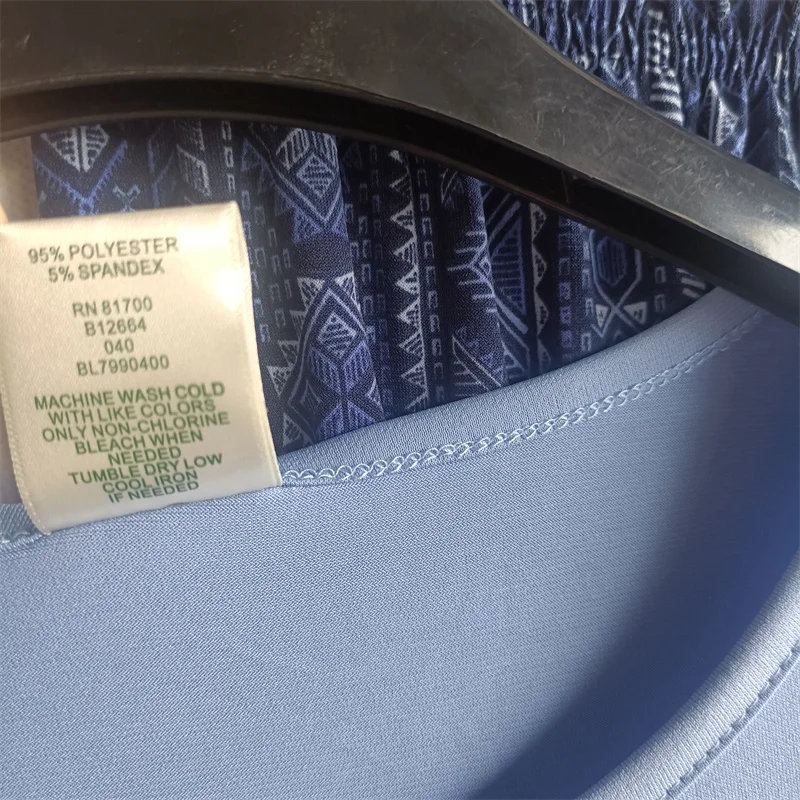 95% POLYESTER
5% SPANDEX
RN 81700
B12664
040
BL7990400
MACHINE WASH COLD
WITH LIKE COLORS
ONLY NON-CHLORINE
BLEACH WHEN
NEEDED
TUMBLE DRY LOW
COOL IRON
IF NEEDED